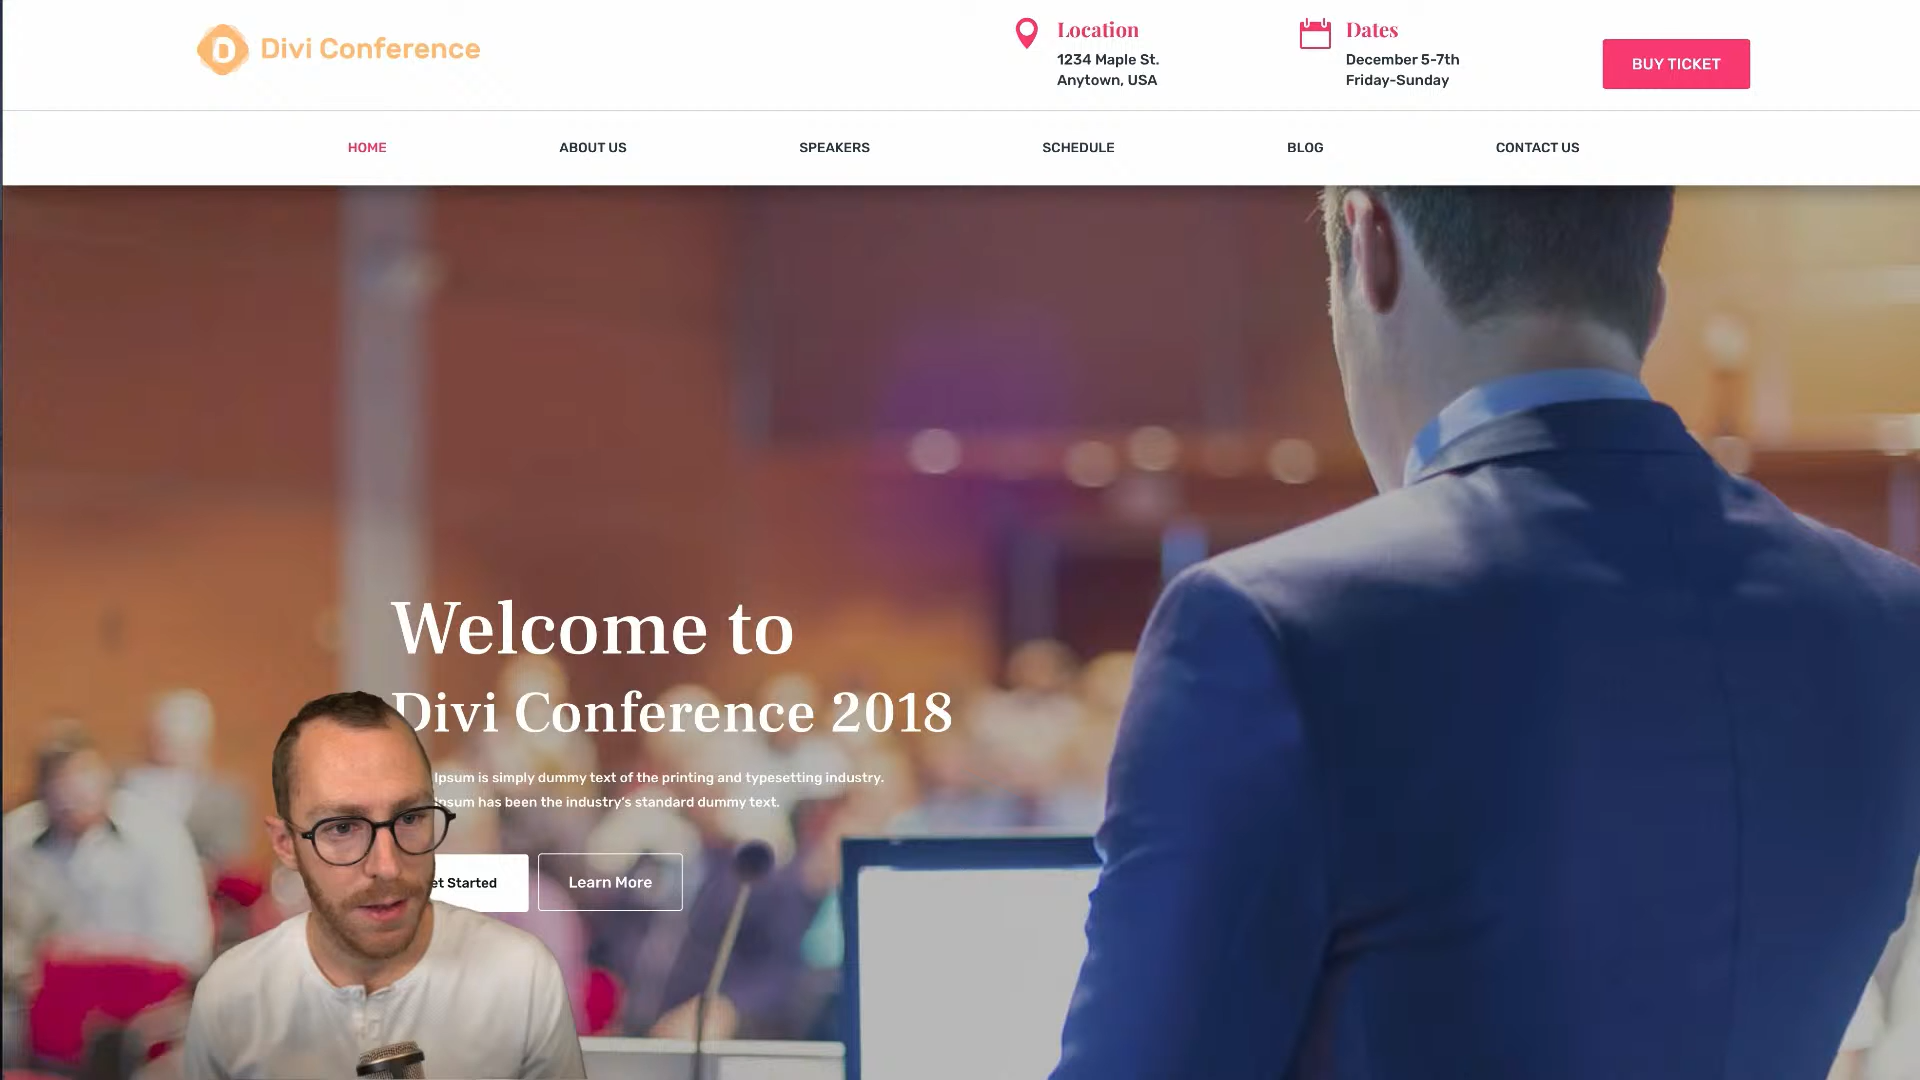 Divi Conference
Location
1234 Maple St.
Anytown, USA
Dates
December 5-7th
Friday-Sunday
BUY TICKET
HOME
ABOUT US
SPEAKERS
SCHEDULE
BLOG
CONTACT US
Welcome to
Divi Conference 2018
Ipsum is simply dummy text of the printing and typesetting industry.
Ipsum has been the industry's standard dummy text.
et Started
Learn More